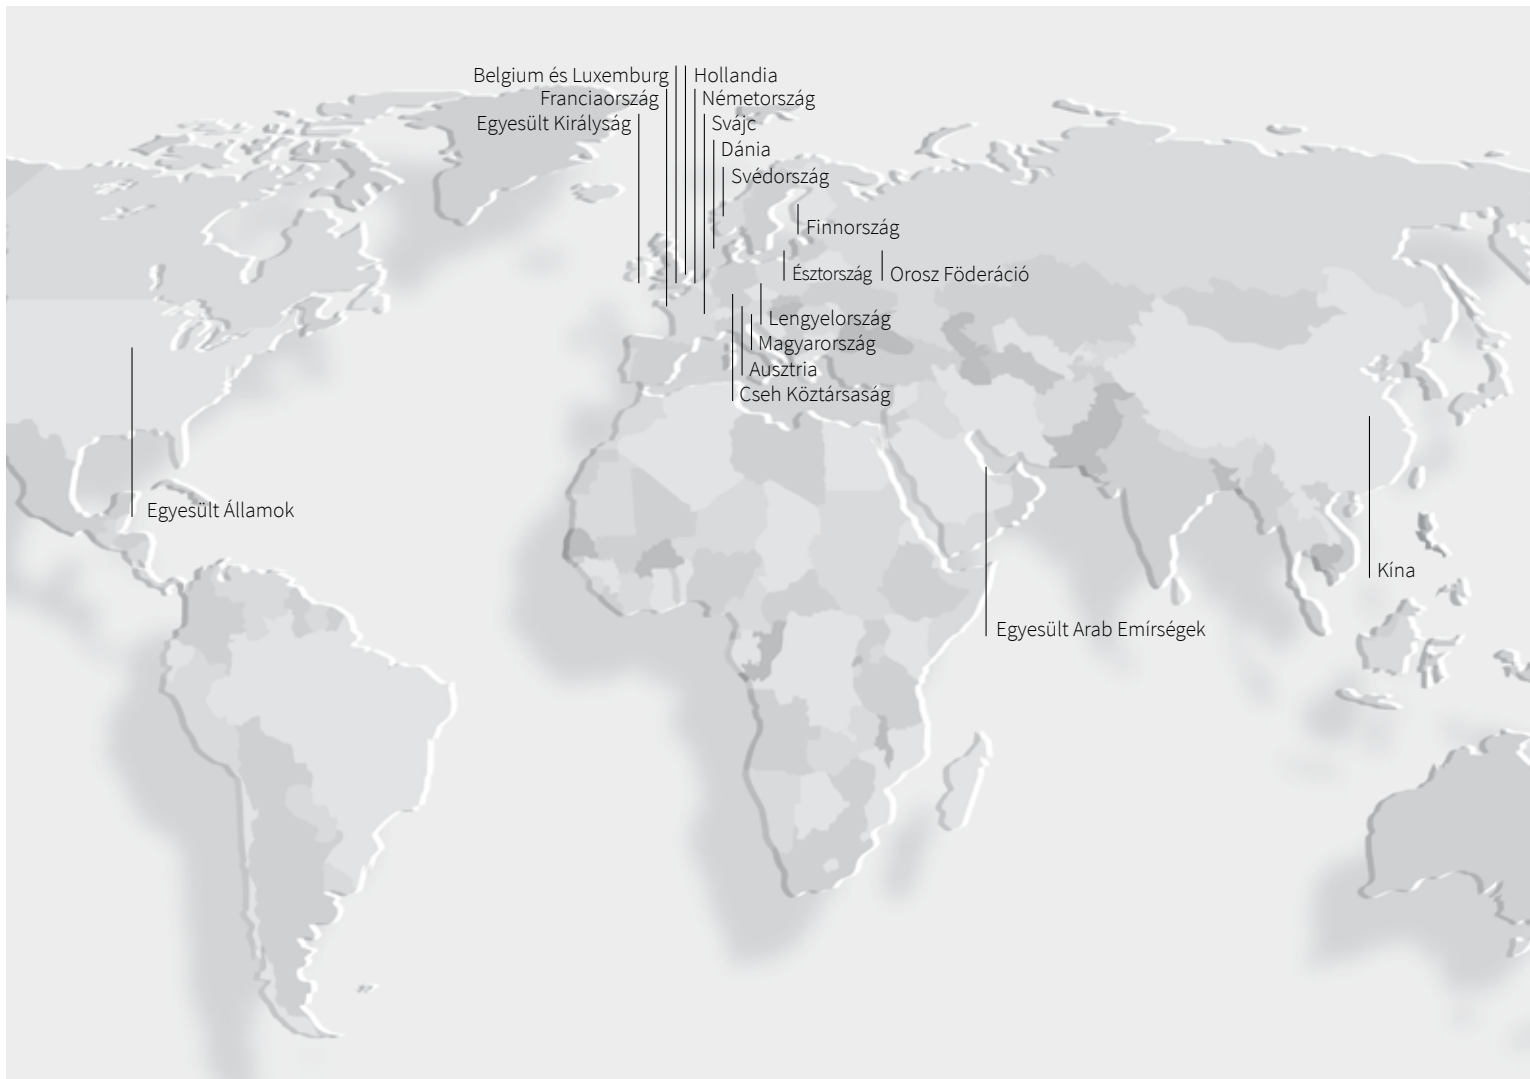 Belgium és Luxemburg
Hollandia
Franciaország
Németország
Egyesült Királyság
Svájc
Dánia
Svédország
Finnország
Észtország
Orosz Föderáció
Lengyelország
Magyarország
Ausztria
Cseh Köztársaság
Egyesült Államok
Kína
Egyesült Arab Emírségek